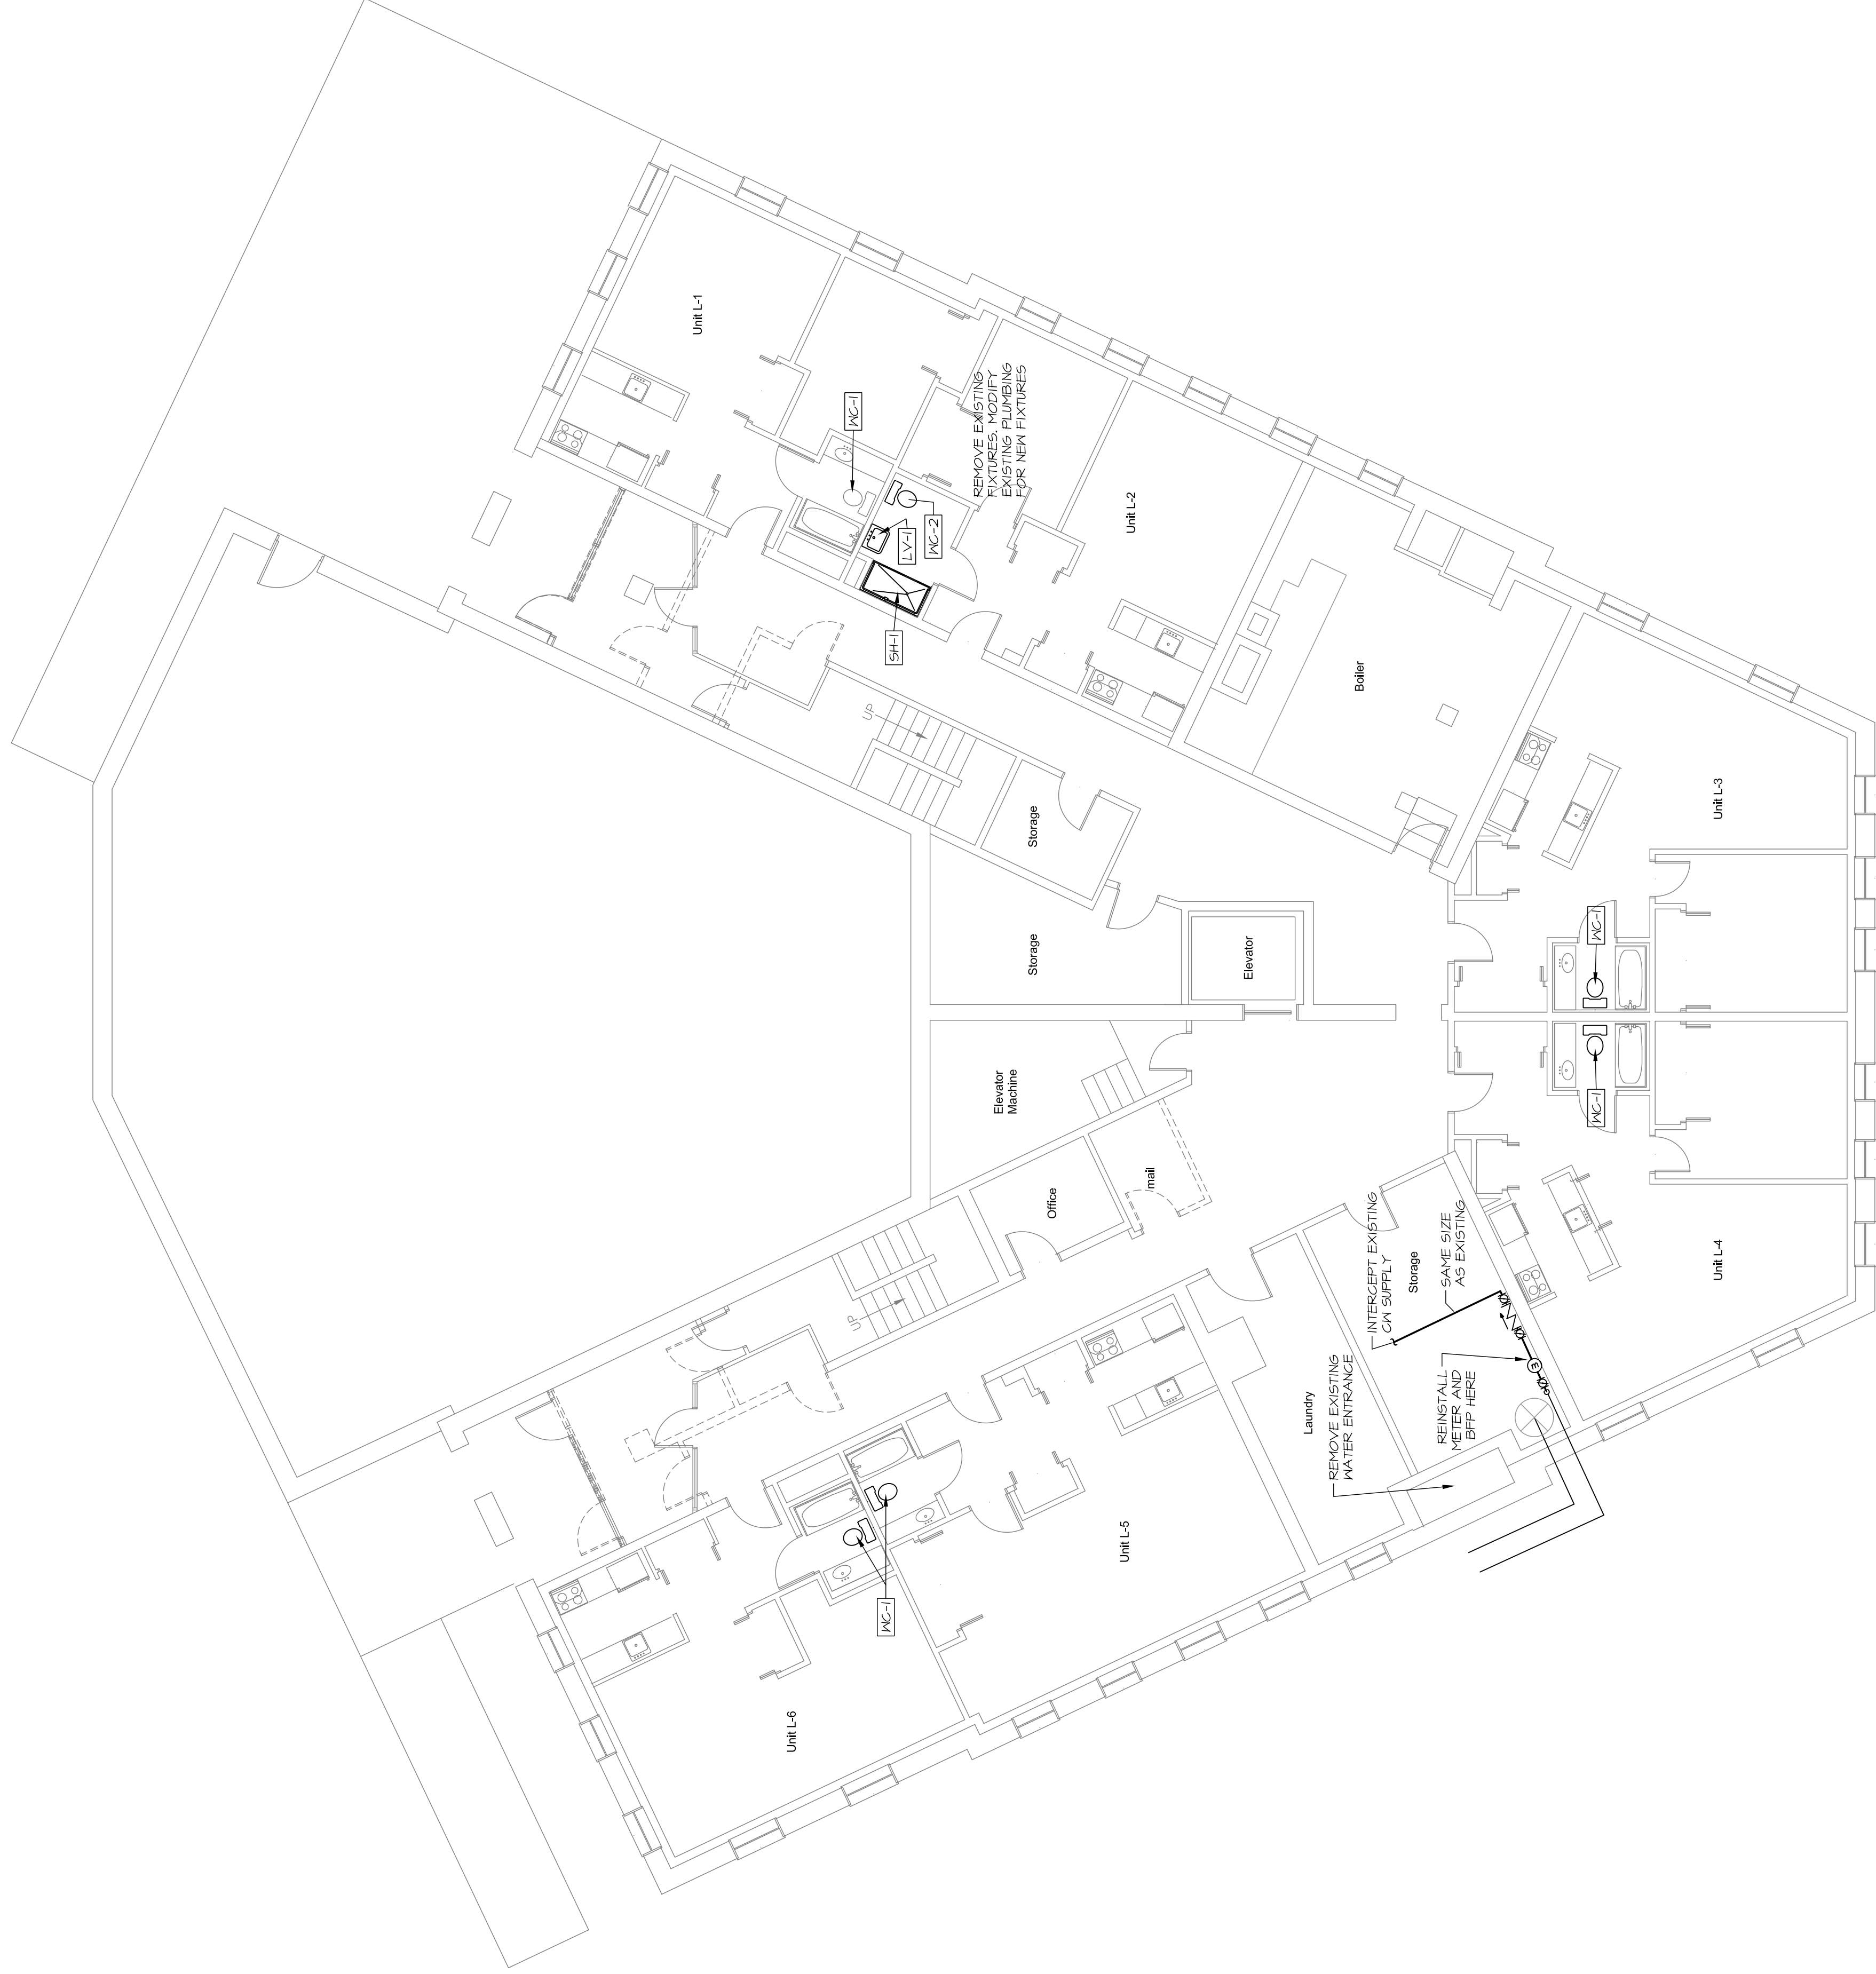 Unit L-1
WC-1
REMOVE EXISTING
FIXTURES. MODIFY
EXISTING PLUMBING
FOR NEW FIXTURES
LV-1
WC-2
SH-1
Unit L-2
UP
Boiler
Storage
Unit L-3
Storage
Elevator
WC-1
Elevator
Machine
WC-1
mail
Office
INTERCEPT EXISTING
CW SUPPLY
SAME SIZE
AS EXISTING
Storage
Unit L-4
UP
REMOVE EXISTING
WATER ENTRANCE
Laundry
REINSTALL
METER AND
BFP HERE
M
Unit L-5
WC-1
Unit L-6